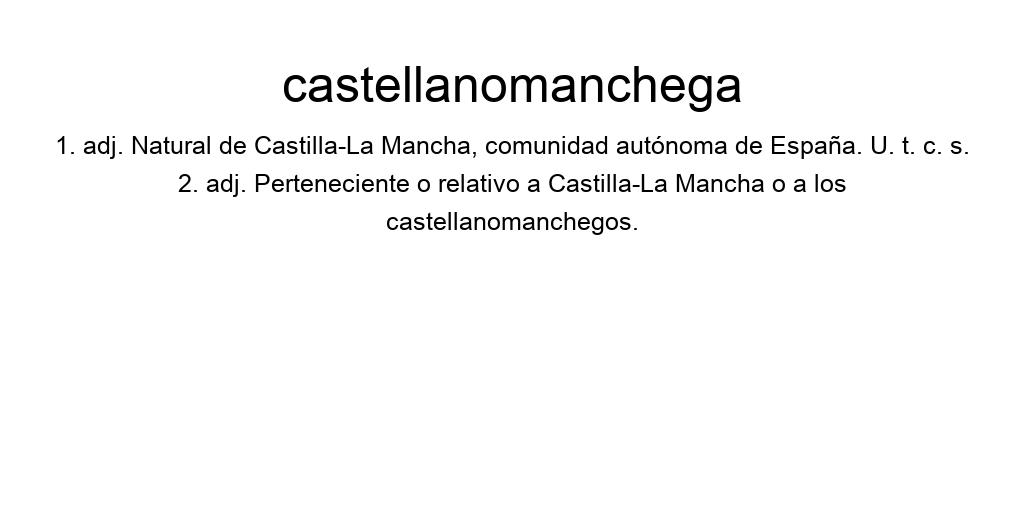 castellanomanchega
1. adj. Natural de Castilla-La Mancha, comunidad autónoma de España. U. t. c. s.
2. adj. Perteneciente o relativo a Castilla-La Mancha o a los
castellanomanchegos.